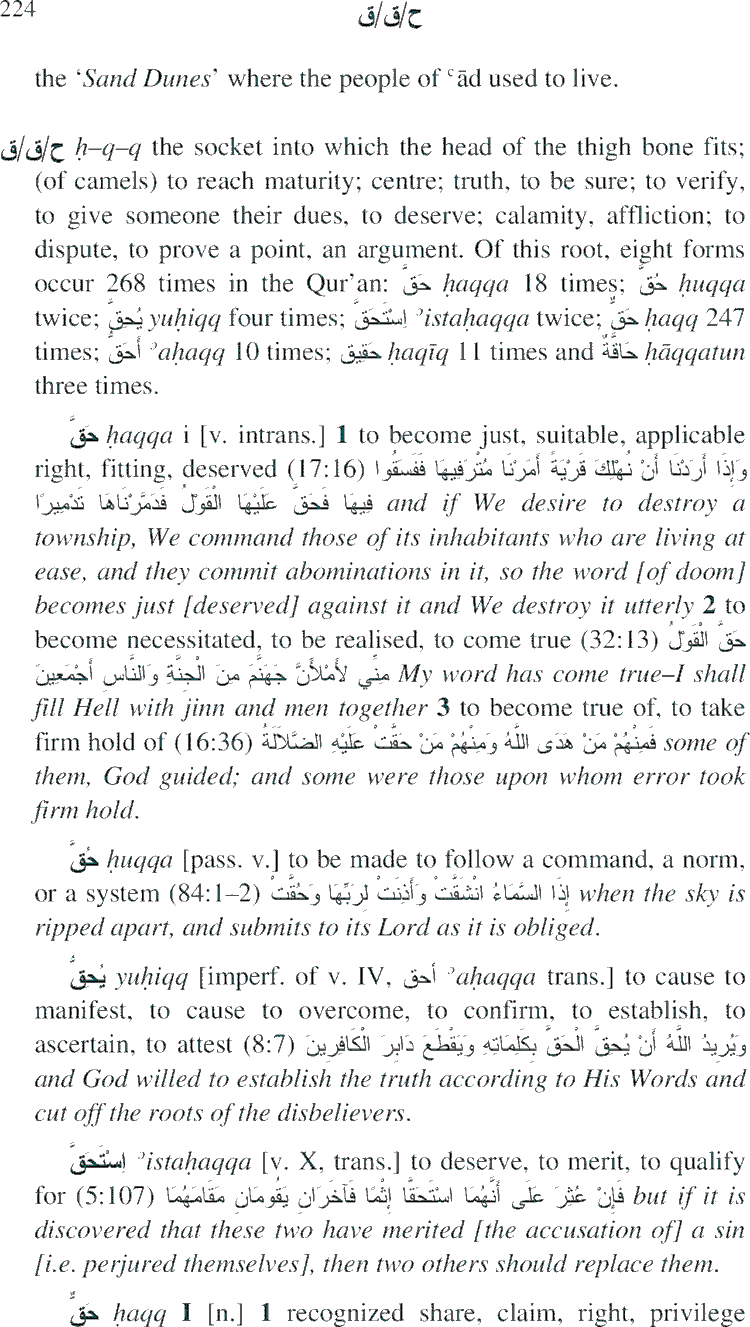 224 ح/ق/ق
the ‘Sand Dunes’ where the people of ʿād used to live.
ح/ق/ق ḥ–q–q the socket into which the head of the thigh bone fits;
(of camels) to reach maturity; centre; truth, to be sure; to verify,
to give someone their dues, to deserve; calamity, affliction; to
dispute, to prove a point, an argument. Of this root, eight forms
occur 268 times in the Qur’an: حَقَّ ḥaqqa 18 times; حُقَّ ḥuqqa
twice; يُحِقُّ yuḥiqq four times; اِسْتَحَقَّ ʾistaḥaqqa twice; حَقٌّ ḥaqq 247
times; أَحَقُّ ʾaḥaqq 10 times; حَقِيق ḥaqīq 11 times and حَاقَّةٌ ḥāqqatun
three times.
حَقَّ ḥaqqa i [v. intrans.] 1 to become just, suitable, applicable
right, fitting, deserved (17:16) وَإِذَا أَرَدْنَا أَنْ نُهْلِكَ قَرْيَةً أَمَرْنَا مُتْرَفِيهَا فَفَسَقُوا
فِيهَا فَحَقَّ عَلَيْهَا الْقَوْلُ فَدَمَّرْنَاهَا تَدْمِيرًا and if We desire to destroy a
township, We command those of its inhabitants who are living at
ease, and they commit abominations in it, so the word [of doom]
becomes just [deserved] against it and We destroy it utterly 2 to
become necessitated, to be realised, to come true (32:13) حَقَّ الْقَوْلُ
مِنِّي لأَمْلأَنَّ جَهَنَّمَ مِنَ الْجِنَّةِ وَالنَّاسِ أَجْمَعِينَ My word has come true–I shall
fill Hell with jinn and men together 3 to become true of, to take
firm hold of (16:36) فَمِنْهُمْ مَنْ هَدَى اللَّهُ وَمِنْهُمْ مَنْ حَقَّتْ عَلَيْهِ الضَّلاَلَةُ some of
them, God guided; and some were those upon whom error took
firm hold.
حُقَّ ḥuqqa [pass. v.] to be made to follow a command, a norm,
or a system (84:1–2) إِذَا السَّمَاءُ انْشَقَّتْ وَأَذِنَتْ لِرَبِّهَا وَحُقَّتْ when the sky is
ripped apart, and submits to its Lord as it is obliged.
يُحِقُّ yuḥiqq [imperf. of v. IV, أحق ʾaḥaqqa trans.] to cause to
manifest, to cause to overcome, to confirm, to establish, to
ascertain, to attest (8:7) وَيُرِيدُ اللَّهُ أَنْ يُحِقَّ الْحَقَّ بِكَلِمَاتِهِ وَيَقْطَعَ دَابِرَ الْكَافِرِينَ
and God willed to establish the truth according to His Words and
cut off the roots of the disbelievers.
اِسْتَحَقَّ ʾistaḥaqqa [v. X, trans.] to deserve, to merit, to qualify
for (5:107) فَإِنْ عُثِرَ عَلَى أَنَّهُمَا اسْتَحَقَّا إِثْمًا فَآخَرَانِ يَقُومَانِ مَقَامَهُمَا but if it is
discovered that these two have merited [the accusation of] a sin
[i.e. perjured themselves], then two others should replace them.
حَقٌّ ḥaqq I [n.] 1 recognized share, claim, right, privilege